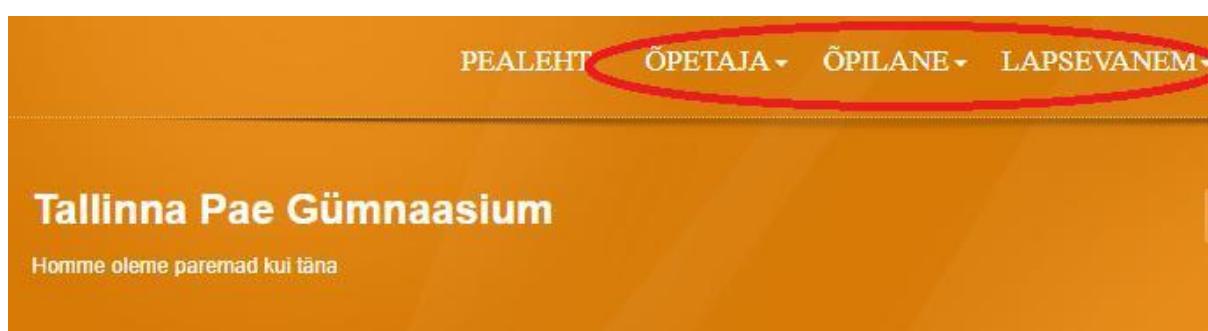 PEALEHT ÕPETAJA ÕPILANE LAPSEVANEM
Tallinna Pae Gümnaasium
Homme oleme paremad kui täna